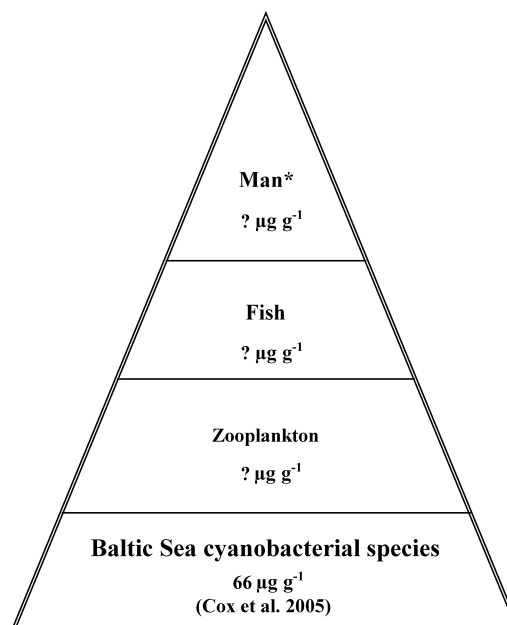 Man*
? µg g⁻¹
Fish
? µg g⁻¹
Zooplankton
? µg g⁻¹
Baltic Sea cyanobacterial species
66 µg g⁻¹
(Cox et al. 2005)